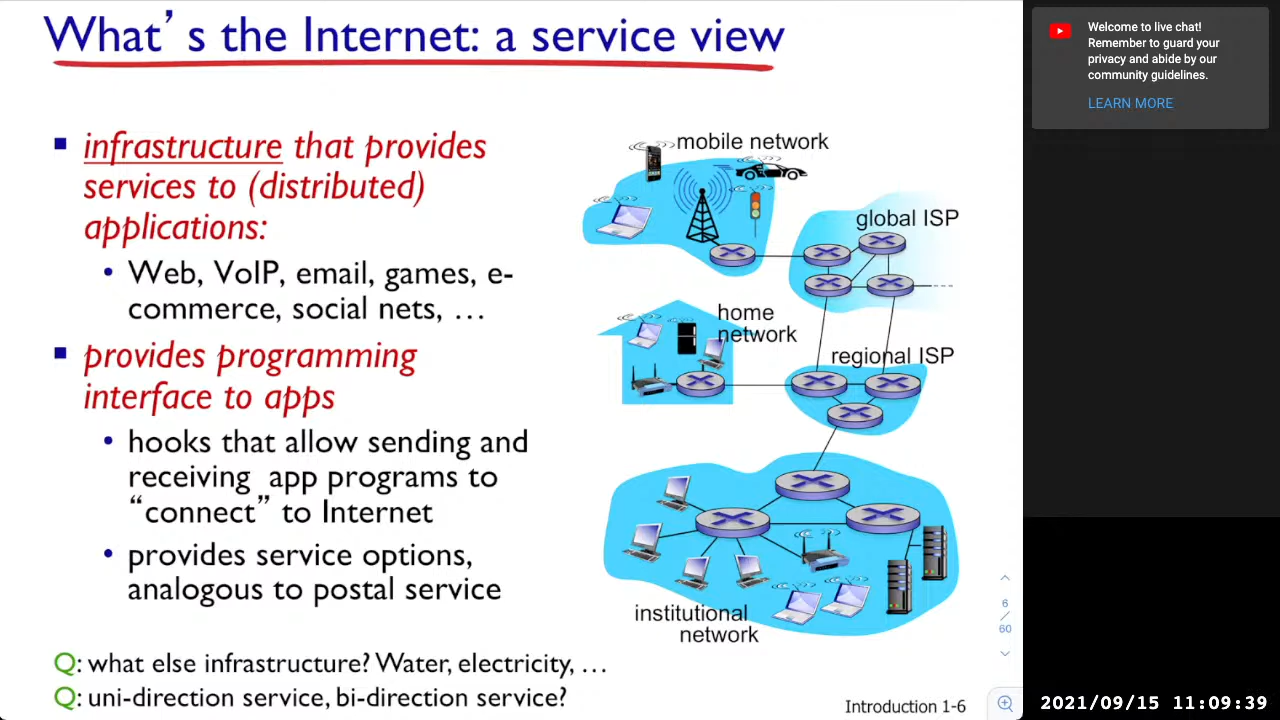 What's the Internet: a service view
infrastructure that provides
services to (distributed)
applications:
Web, VoIP, email, games, e-
commerce, social nets, …
provides programming
interface to apps
hooks that allow sending and
receiving app programs to
“connect” to Internet
provides service options,
analogous to postal service
Q: what else infrastructure? Water, electricity, …
Q: uni-direction service, bi-direction service?
mobile network
global ISP
home
network
regional ISP
institutional
network
6
/
60
Introduction 1-6
Welcome to live chat!
Remember to guard your
privacy and abide by our
community guidelines.
LEARN MORE
2021/09/15 11:09:39